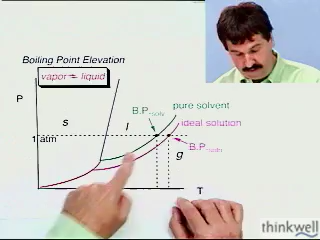 Boiling Point Elevation
vapor ⇌ liquid
P
s
l
B.P.solv
pure solvent
ideal solution
1 atm
B.P.soln
g
T
thinkwell